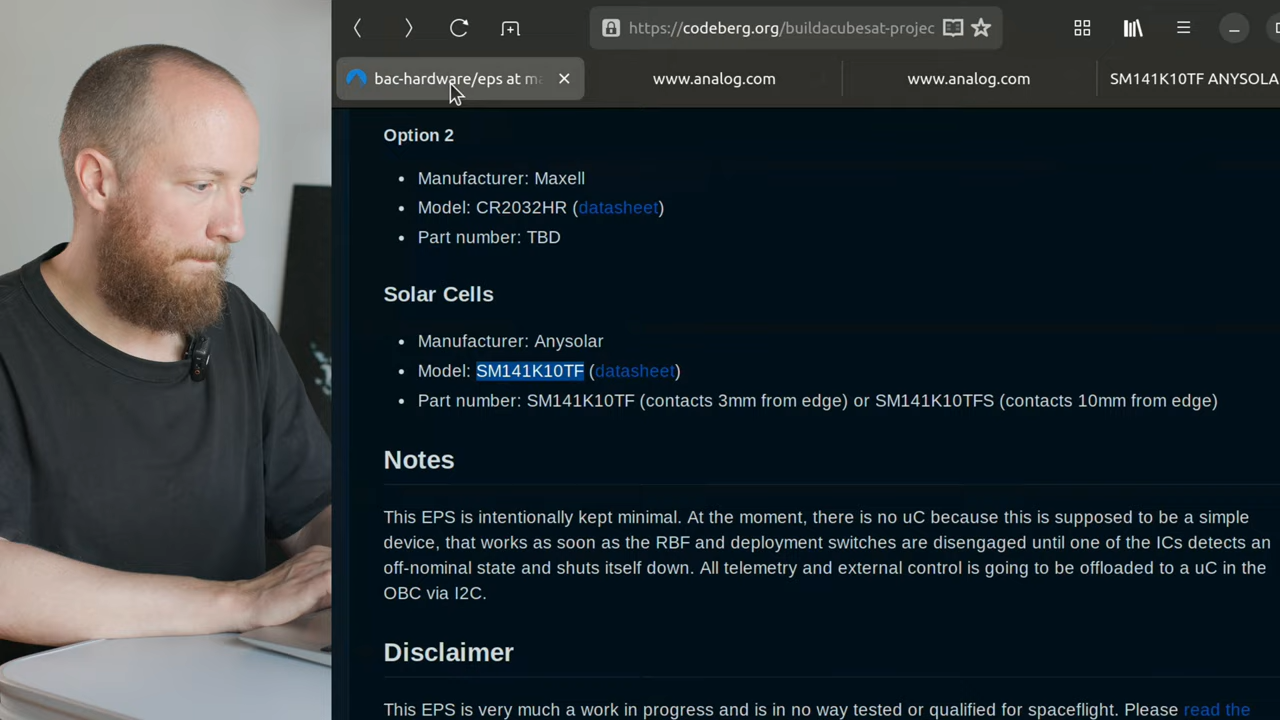 https://codeberg.org/buildacubesat-projec
bac-hardware/eps at ma
www.analog.com
www.analog.com
SM141K10TF ANYSOLA
Option 2
• Manufacturer: Maxell
• Model: CR2032HR (datasheet)
• Part number: TBD
Solar Cells
• Manufacturer: Anysolar
• Model: SM141K10TF (datasheet)
• Part number: SM141K10TF (contacts 3mm from edge) or SM141K10TFS (contacts 10mm from edge)
Notes
This EPS is intentionally kept minimal. At the moment, there is no uC because this is supposed to be a simple
device, that works as soon as the RBF and deployment switches are disengaged until one of the ICs detects an
off-nominal state and shuts itself down. All telemetry and external control is going to be offloaded to a uC in the
OBC via I2C.
Disclaimer
This EPS is very much a work in progress and is in no way tested or qualified for spaceflight. Please read the